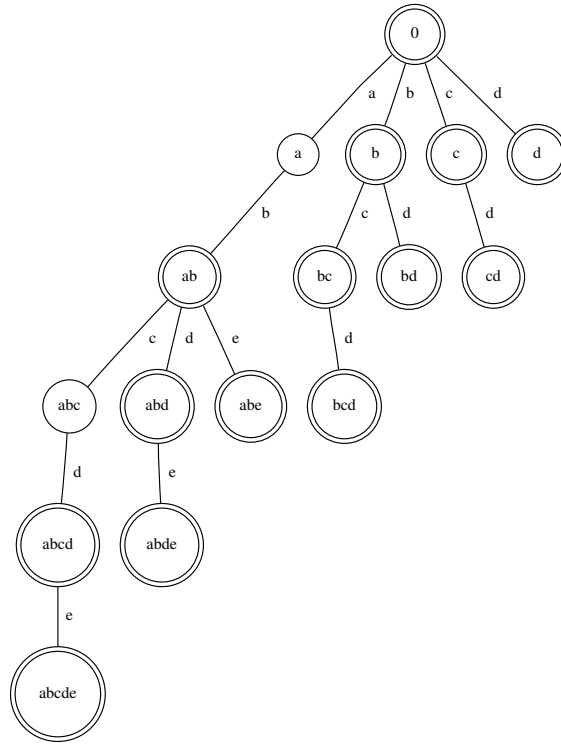 0
a b c d
a b c d
b c d d
ab bc bd cd
c d e d
abc abd abe bcd
d e
abcd abde
e
abcde